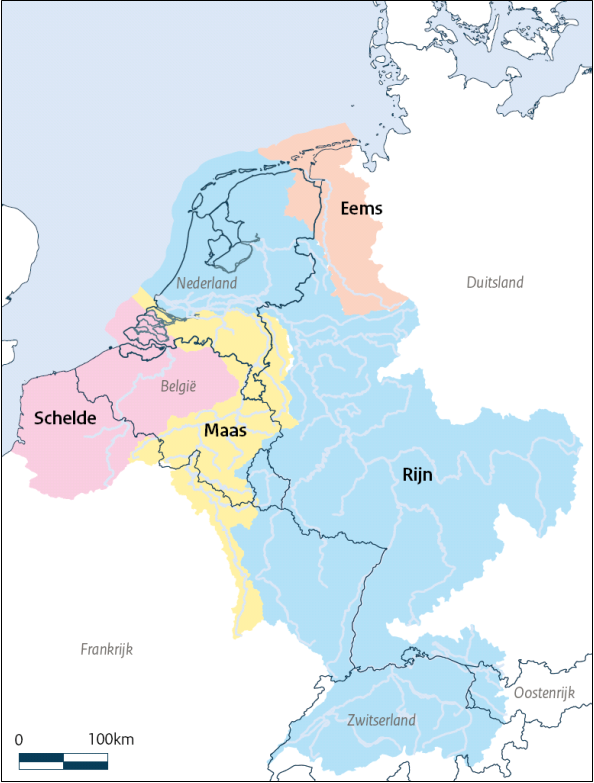 Eems
Nederland
Duitsland
België
Schelde
Maas
Rijn
Frankrijk
Oostenrijk
Zwitserland
0
100km